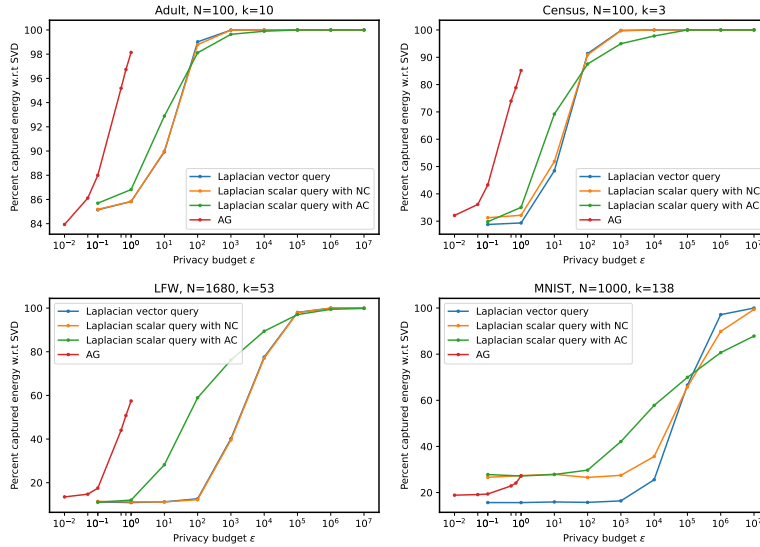 Adult, N=100, k=10
Percent captured energy w.r.t SVD
100
98
96
94
92
90
88
86
84
Laplacian vector query
Laplacian scalar query with NC
Laplacian scalar query with AC
AG
10⁻² 10⁻¹ 10⁰ 10¹ 10² 10³ 10⁴ 10⁵ 10⁶ 10⁷
Privacy budget ε
Census, N=100, k=3
Percent captured energy w.r.t SVD
100
90
80
70
60
50
40
30
Laplacian vector query
Laplacian scalar query with NC
Laplacian scalar query with AC
AG
10⁻² 10⁻¹ 10⁰ 10¹ 10² 10³ 10⁴ 10⁵ 10⁶ 10⁷
Privacy budget ε
LFW, N=1680, k=53
Percent captured energy w.r.t SVD
100
80
60
40
20
Laplacian vector query
Laplacian scalar query with NC
Laplacian scalar query with AC
AG
10⁻² 10⁻¹ 10⁰ 10¹ 10² 10³ 10⁴ 10⁵ 10⁶ 10⁷
Privacy budget ε
MNIST, N=1000, k=138
Percent captured energy w.r.t SVD
100
80
60
40
20
Laplacian vector query
Laplacian scalar query with NC
Laplacian scalar query with AC
AG
10⁻² 10⁻¹ 10⁰ 10¹ 10² 10³ 10⁴ 10⁵ 10⁶ 10⁷
Privacy budget ε